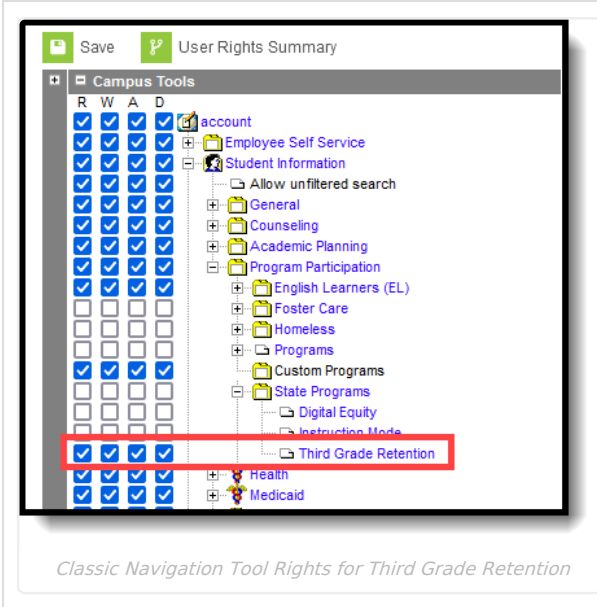 Save User Rights Summary
Campus Tools
R W A D
account
Employee Self Service
Student Information
Allow unfiltered search
General
Counseling
Academic Planning
Program Participation
English Learners (EL)
Foster Care
Homeless
Programs
Custom Programs
State Programs
Digital Equity
Instruction Mode
Third Grade Retention
Health
Medicaid
Classic Navigation Tool Rights for Third Grade Retention